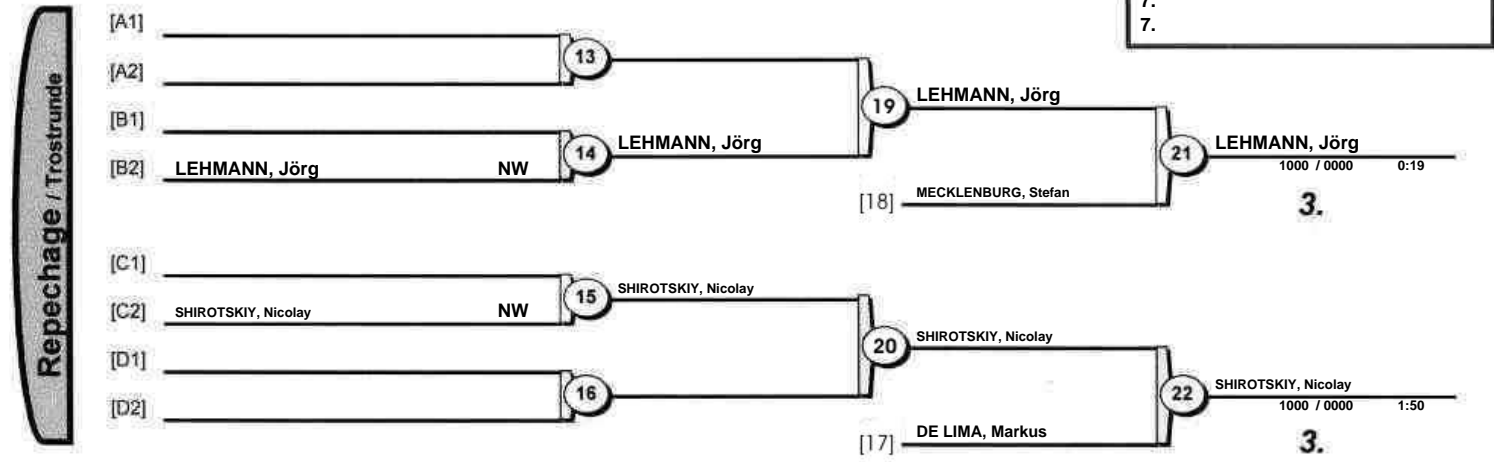 7.
7.
Repechage / Trostrunde
[A1]
13
[A2]
19 LEHMANN, Jörg
[B1]
14 LEHMANN, Jörg
21 LEHMANN, Jörg
[B2] LEHMANN, Jörg NW
1000 / 0000 0:19
[18] MECKLENBURG, Stefan
3.
[C1]
15 SHIROTSKIY, Nicolay
[C2] SHIROTSKIY, Nicolay NW
20 SHIROTSKIY, Nicolay
[D1]
16
22 SHIROTSKIY, Nicolay
1000 / 0000 1:50
[D2]
[17] DE LIMA, Markus
3.